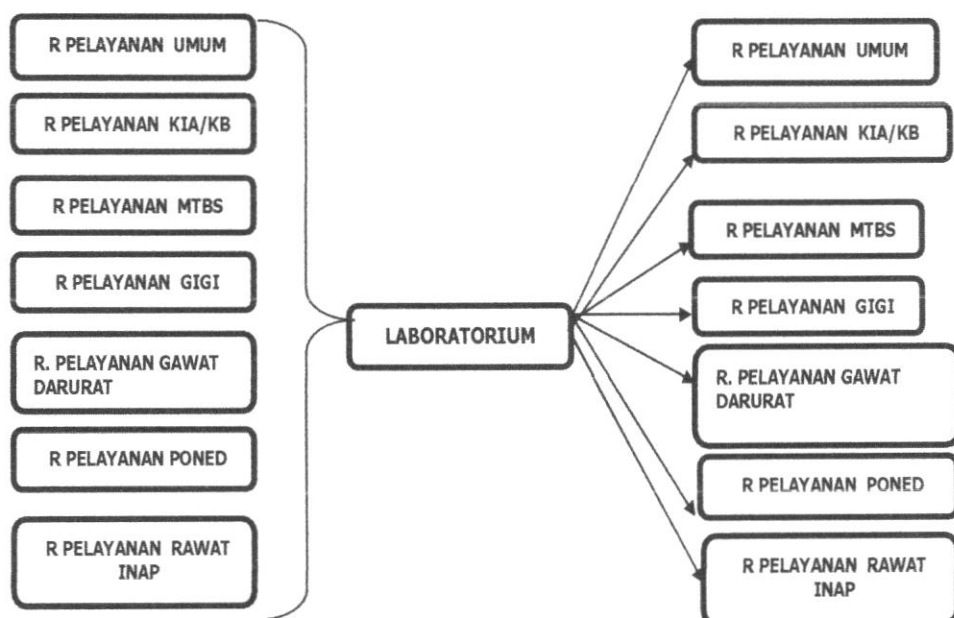 R PELAYANAN UMUM
R PELAYANAN KIA/KB
R PELAYANAN MTBS
R PELAYANAN GIGI
R. PELAYANAN GAWAT
DARURAT
R PELAYANAN PONED
R PELAYANAN RAWAT
INAP
LABORATORIUM
R PELAYANAN UMUM
R PELAYANAN KIA/KB
R PELAYANAN MTBS
R PELAYANAN GIGI
R. PELAYANAN GAWAT
DARURAT
R PELAYANAN PONED
R PELAYANAN RAWAT
INAP